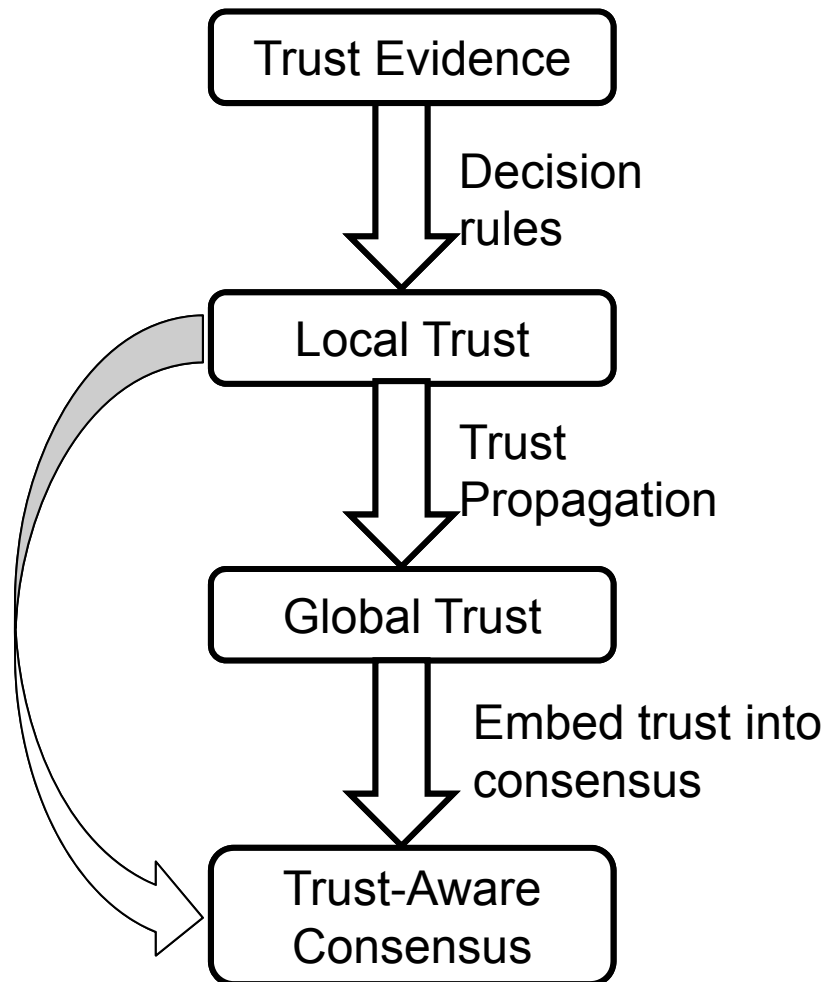 Trust Evidence
Decision
rules
Local Trust
Trust
Propagation
Global Trust
Embed trust into
consensus
Trust-Aware
Consensus